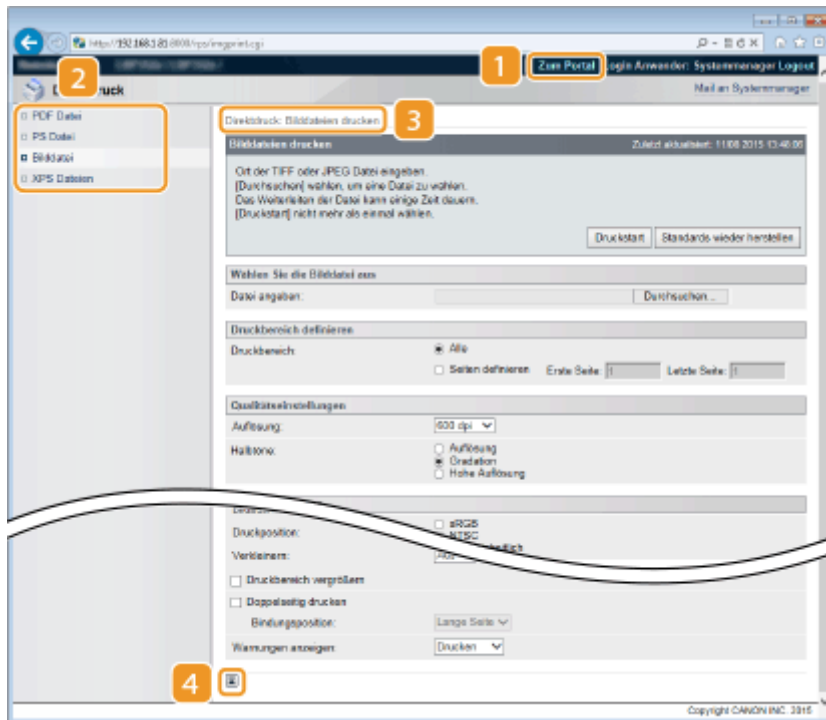 http://192.168.1.81:8000/rps/imgprint.cgi
1
Zum Portal Login Anwender: Systemmanager Logout
2
ruck
Mail an Systemmanager
PDF Datei
PS Datei
Bilddatei
XPS Dateien
Direktdruck: Bilddateien drucken
3
Bilddateien drucken
Zuletzt aktualisiert: 11/08 2015 13:48:06
Ort der TIFF oder JPEG Datei eingeben.
[Durchsuchen] wählen, um eine Datei zu wählen.
Das Weiterleiten der Datei kann einige Zeit dauern.
[Druckstart] nicht mehr als einmal wählen.
Druckstart
Standards wieder herstellen
Wählen Sie die Bilddatei aus
Datei angeben:
Durchsuchen...
Druckbereich definieren
Druckbereich:
Alle
Seiten definieren Erste Seite: 1 Letzte Seite: 1
Qualitätseinstellungen
Auflösung:
600 dpi
Halbtöne:
Auflösung
Gradation
Hohe Auflösung
sRGB
Druckposition:
NTSC
Verkleinern:
Druckbereich vergrößern
Doppelseitig drucken
Bindungsposition:
Lange Seite
Warnungen anzeigen:
Drucken
4
Copyright CANON INC. 2015